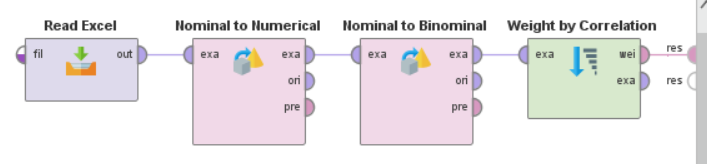 Read Excel
Nominal to Numerical
Nominal to Binominal
Weight by Correlation
fil
out
exa
exa
ori
pre
exa
exa
ori
pre
exa
wei
exa
res
res